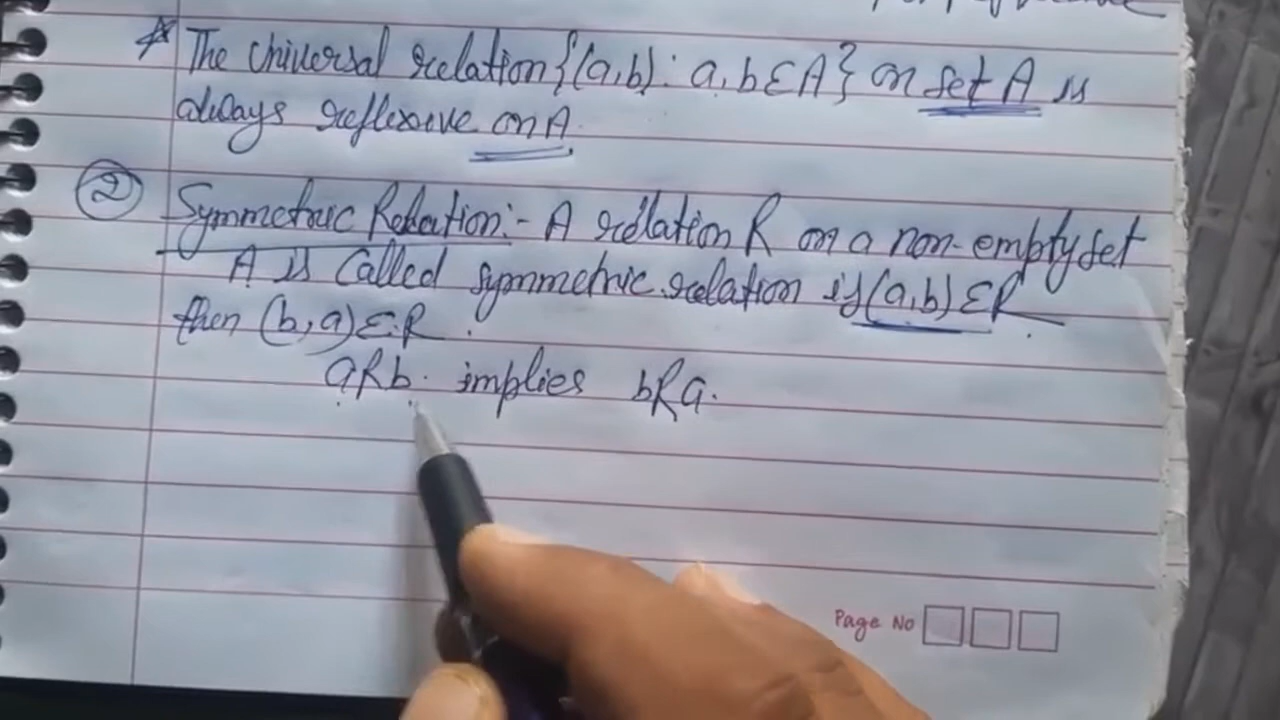 * The Universal relation {(a,b) : a, b ∈ A} on set A is
always reflexive on A.
② Symmetric Relation:- A relation R on a non-empty set
A is called symmetric relation if (a,b) ∈ R
then (b,a) ∈ R.
aRb. implies bRa.
Page No